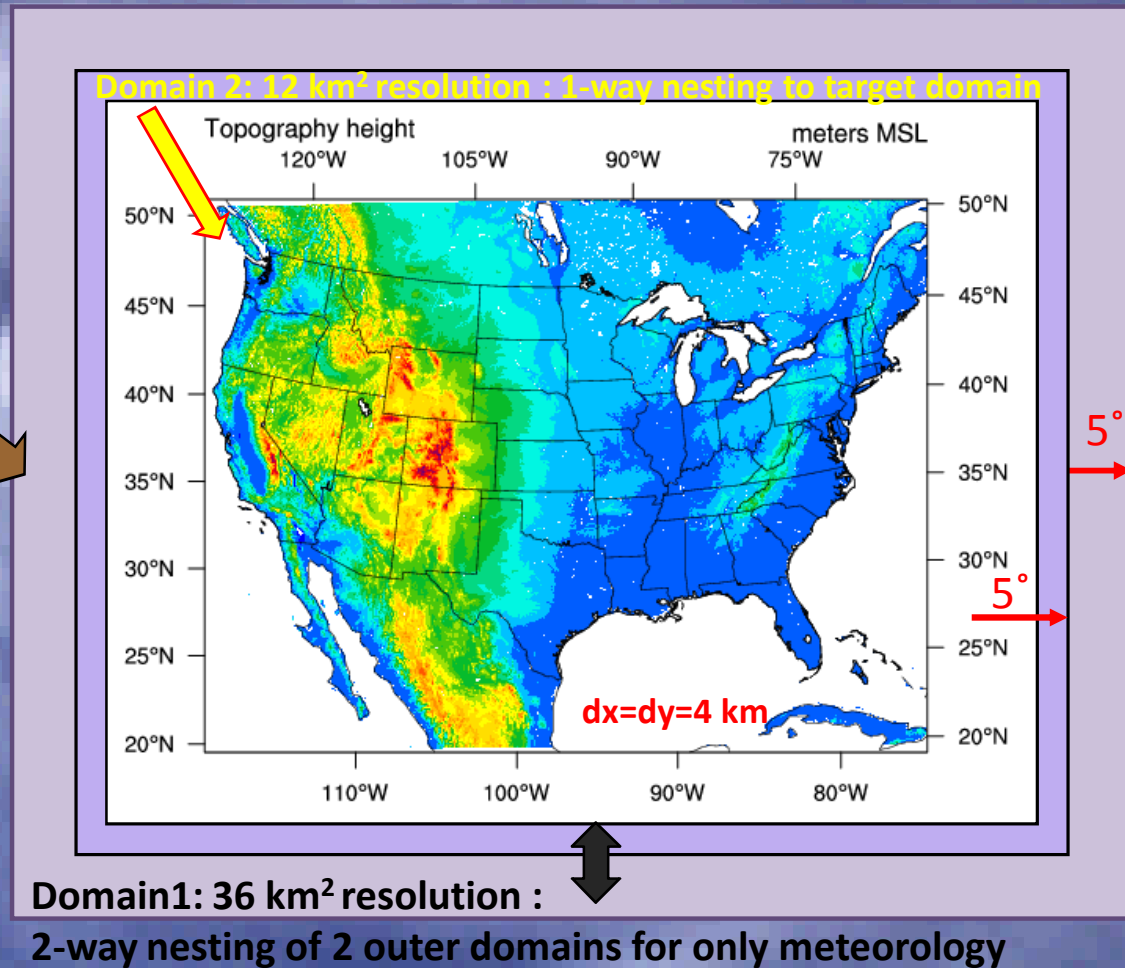 Domain 2: 12 km² resolution : 1-way nesting to target domain
Topography height meters MSL
120°W 105°W 90°W 75°W
50°N 50°N
45°N 45°N
40°N 40°N
5°
35°N 35°N
30°N 30°N
5°
25°N 25°N
dx=dy=4 km
20°N 20°N
110°W 100°W 90°W 80°W
Domain1: 36 km² resolution :
2-way nesting of 2 outer domains for only meteorology